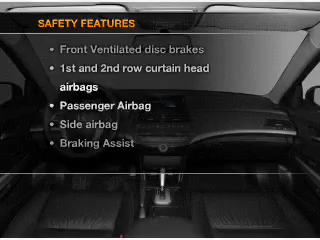 SAFETY FEATURES
• Front Ventilated disc brakes
• 1st and 2nd row curtain head
airbags
• Passenger Airbag
• Side airbag
• Braking Assist